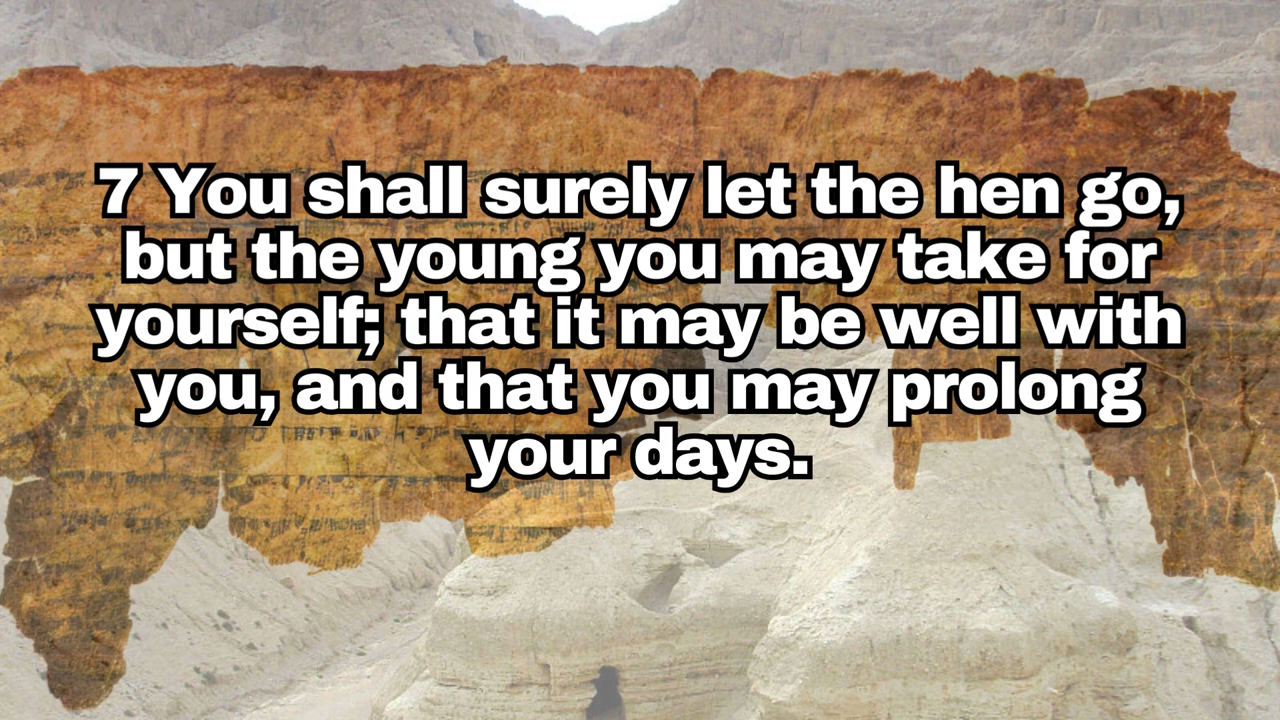 7 You shall surely let the hen go,
but the young you may take for
yourself; that it may be well with
you, and that you may prolong
your days.